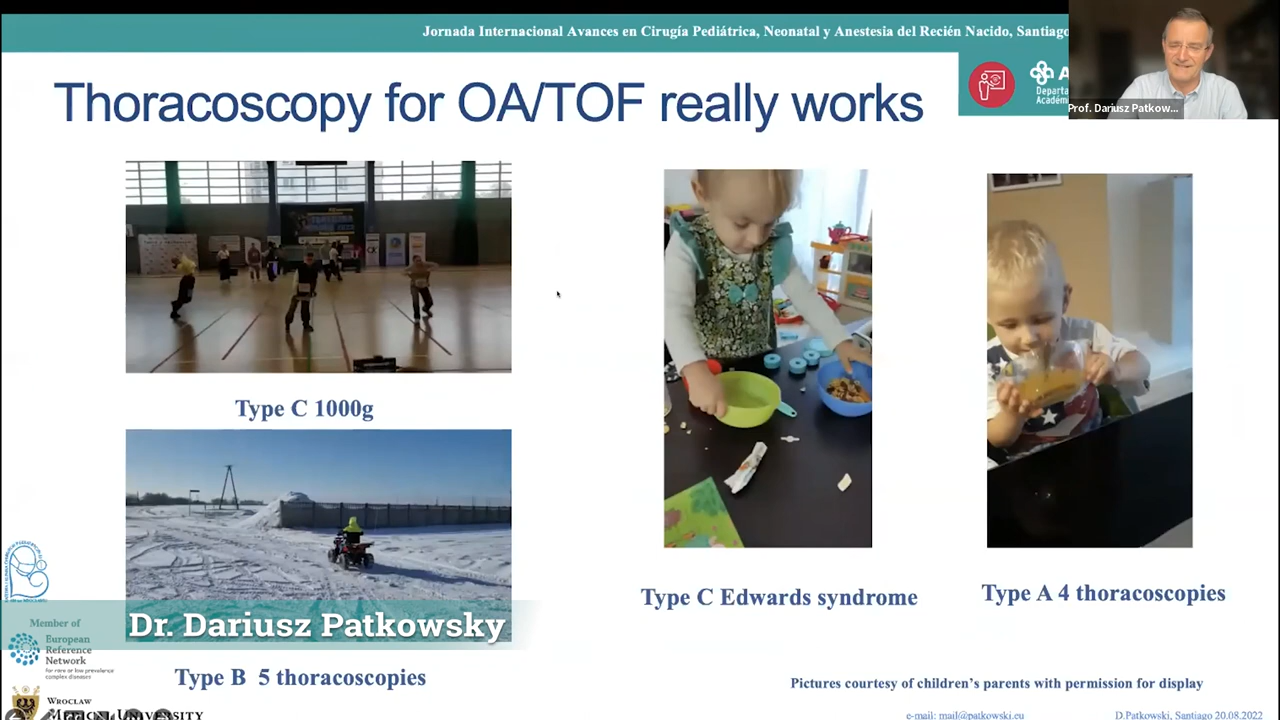 Jornada Internacional Avances en Cirugía Pediátrica, Neonatal y Anestesia del Recién Nacido, Santiago
Thoracoscopy for OA/TOF really works
Prof. Dariusz Patkow...
Type C 1000g
Type C Edwards syndrome
Type A 4 thoracoscopies
Dr. Dariusz Patkowsky
Type B 5 thoracoscopies
Member of
European
Reference
Network
for rare or low prevalence
complex diseases
Pictures courtesy of children's parents with permission for display
WROCLAW
MEDICAL UNIVERSITY
e-mail: mail@patkowski.eu
D.Patkowski, Santiago 20.08.2022